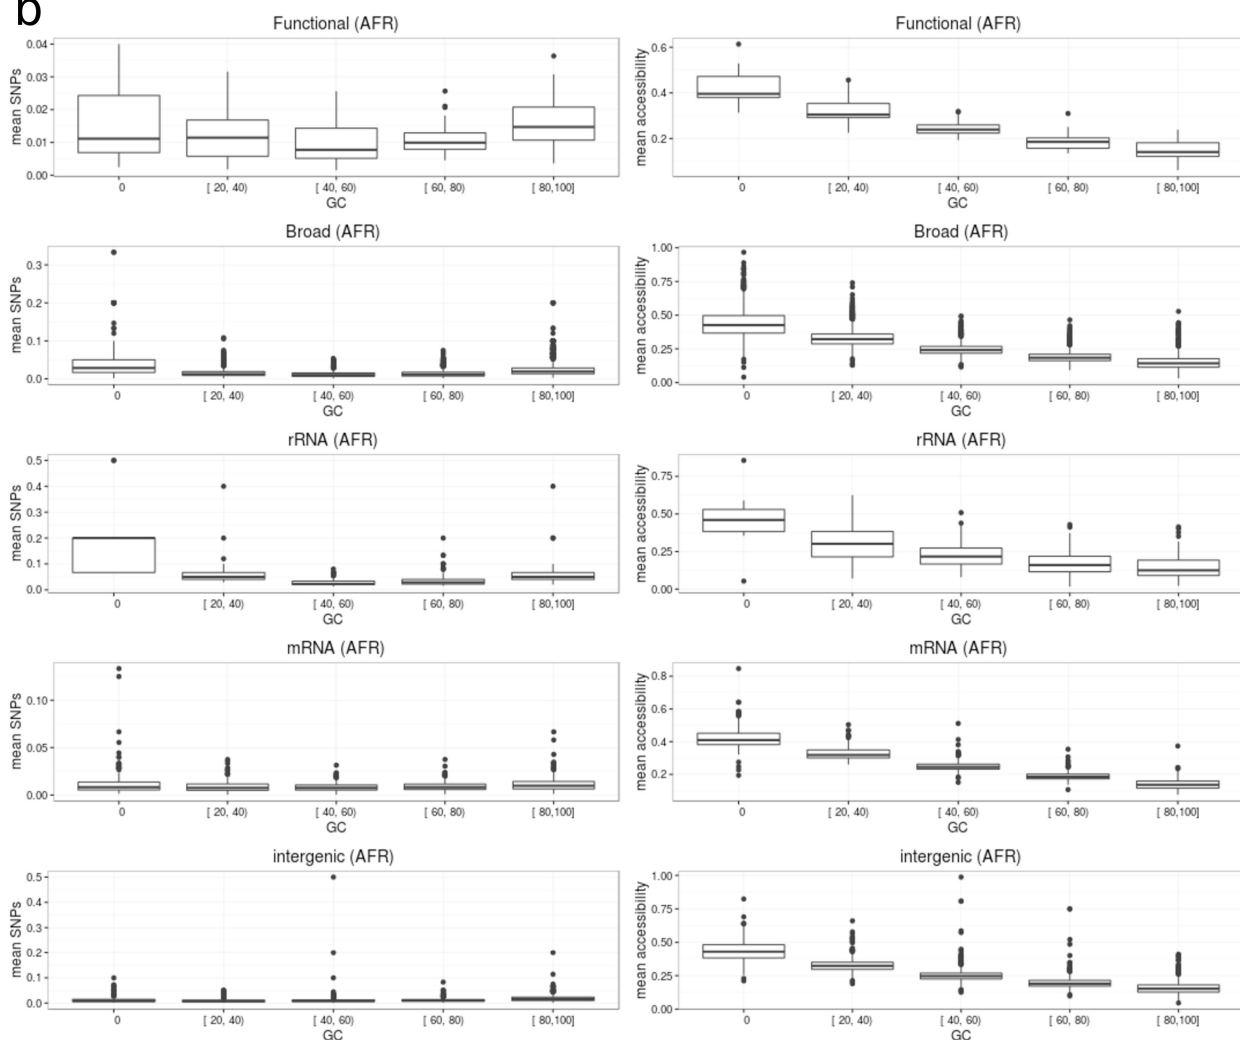 b
Functional (AFR)
mean SNPs
0.04
0.03
0.02
0.01
0.00
0 [ 20, 40) [ 40, 60) [ 60, 80) [ 80,100]
GC
Functional (AFR)
mean accessibility
0.6
0.4
0.2
0 [ 20, 40) [ 40, 60) [ 60, 80) [ 80,100]
GC
Broad (AFR)
mean SNPs
0.3
0.2
0.1
0.0
0 [ 20, 40) [ 40, 60) [ 60, 80) [ 80,100]
GC
Broad (AFR)
mean accessibility
1.00
0.75
0.50
0.25
0.00
0 [ 20, 40) [ 40, 60) [ 60, 80) [ 80,100]
GC
rRNA (AFR)
mean SNPs
0.5
0.4
0.3
0.2
0.1
0.0
0 [ 20, 40) [ 40, 60) [ 60, 80) [ 80,100]
GC
rRNA (AFR)
mean accessibility
0.75
0.50
0.25
0.00
0 [ 20, 40) [ 40, 60) [ 60, 80) [ 80,100]
GC
mRNA (AFR)
mean SNPs
0.10
0.05
0.00
0 [ 20, 40) [ 40, 60) [ 60, 80) [ 80,100]
GC
mRNA (AFR)
mean accessibility
0.8
0.6
0.4
0.2
0 [ 20, 40) [ 40, 60) [ 60, 80) [ 80,100]
GC
intergenic (AFR)
mean SNPs
0.5
0.4
0.3
0.2
0.1
0.0
0 [ 20, 40) [ 40, 60) [ 60, 80) [ 80,100]
GC
intergenic (AFR)
mean accessibility
1.00
0.75
0.50
0.25
0.00
0 [ 20, 40) [ 40, 60) [ 60, 80) [ 80,100]
GC